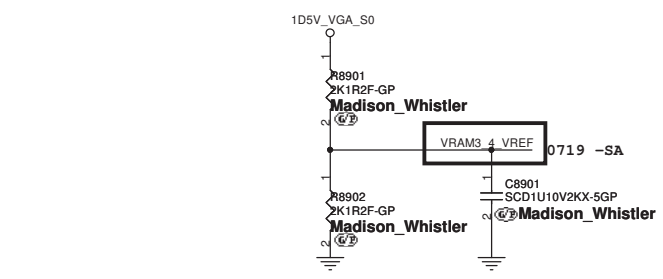 1D5V_VGA_S0
1
R8901
2K1R2F-GP
Madison_Whistler
2
G/P
VRAM3_4_VREF
0719 -SA
1
R8902
2K1R2F-GP
Madison_Whistler
2
G/P
1
C8901
SCD1U10V2KX-5GP
2
G/P Madison_Whistler